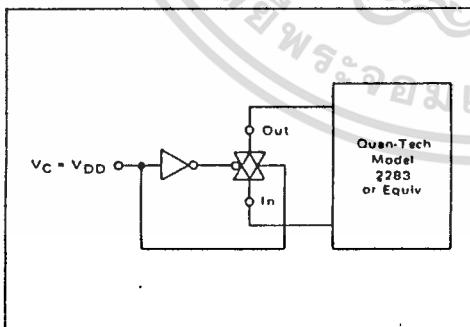 Out
V_C = V_DD
In
Quan-Tech
Model
2283
or Equiv